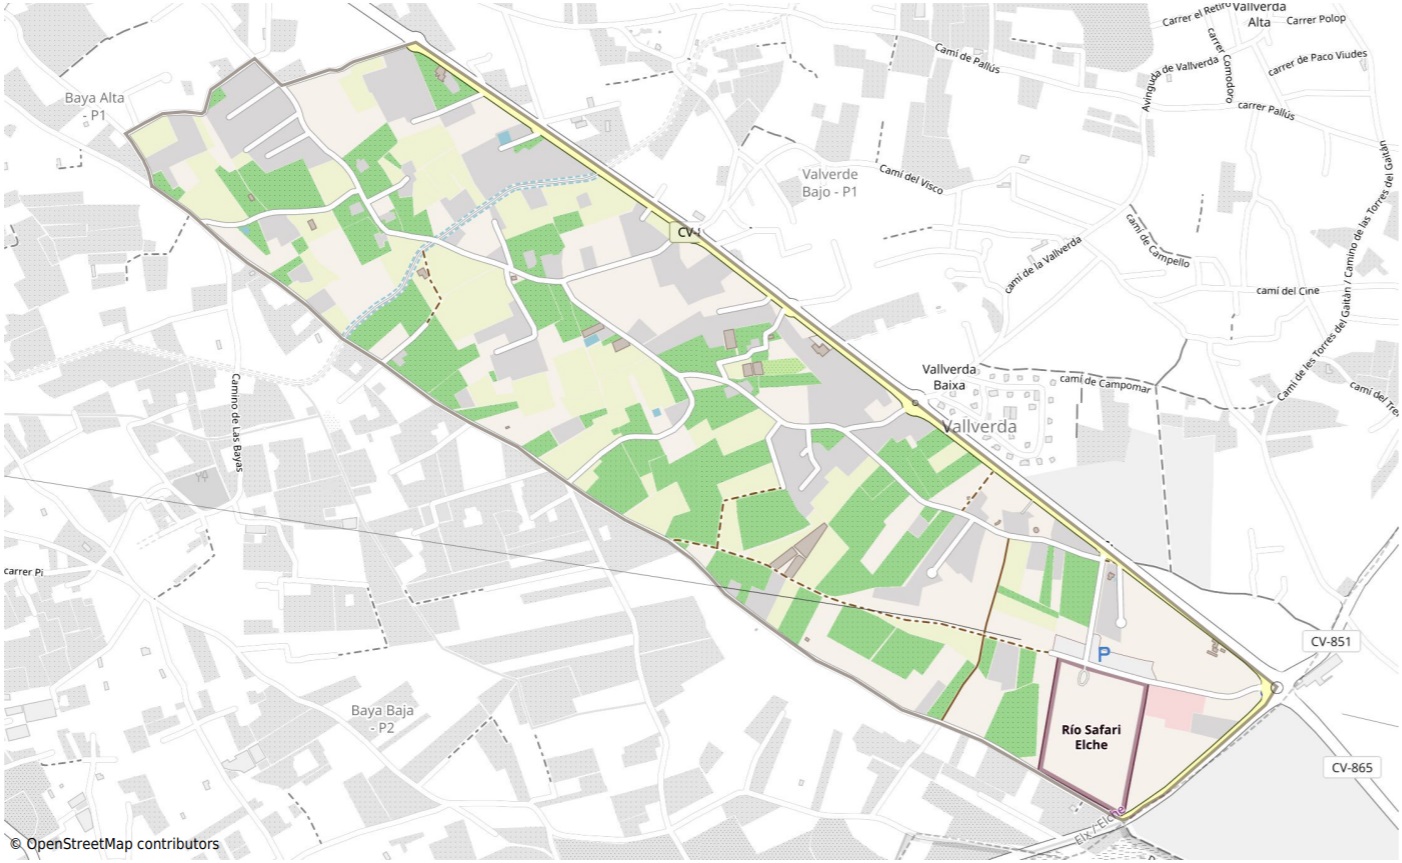 Carrer el Retiro
Vallverda
Alta
Carrer Polop
carrer Comodoro
carrer de Paco Viudes
Camí de Pallús
Avinguda de Vallverda
carrer Pallús
Baya Alta
- P1
Valverde
Bajo - P1
Camí del Visco
Camí de les Torres del Gaitán / Camino de las Torres del Gaitán
camí de Campello
CV-
camí de la Vallverda
camí del Cine
Vallverda
Baixa
camí de Campomar
Camino de Las Bayas
camí del Tre
Vallverda
carrer Pi
CV-851
P
Baya Baja
- P2
Río Safari
Elche
CV-865
Elx / Elche
© OpenStreetMap contributors